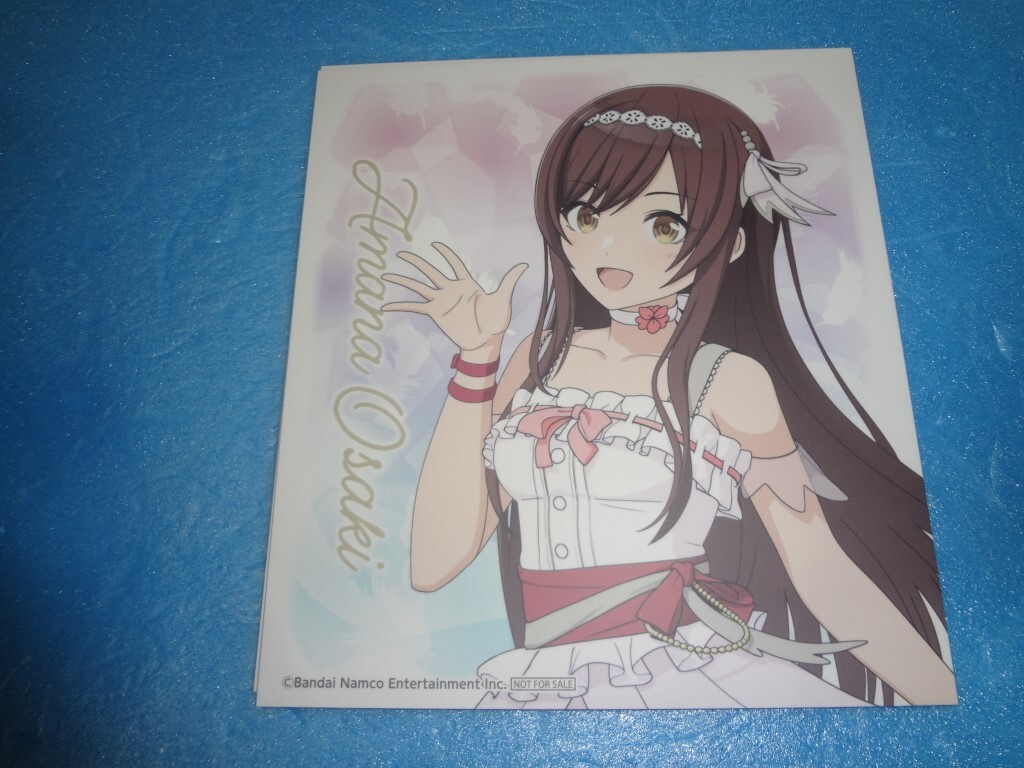 Amana Osaki
©Bandai Namco Entertainment Inc. NOT FOR SALE